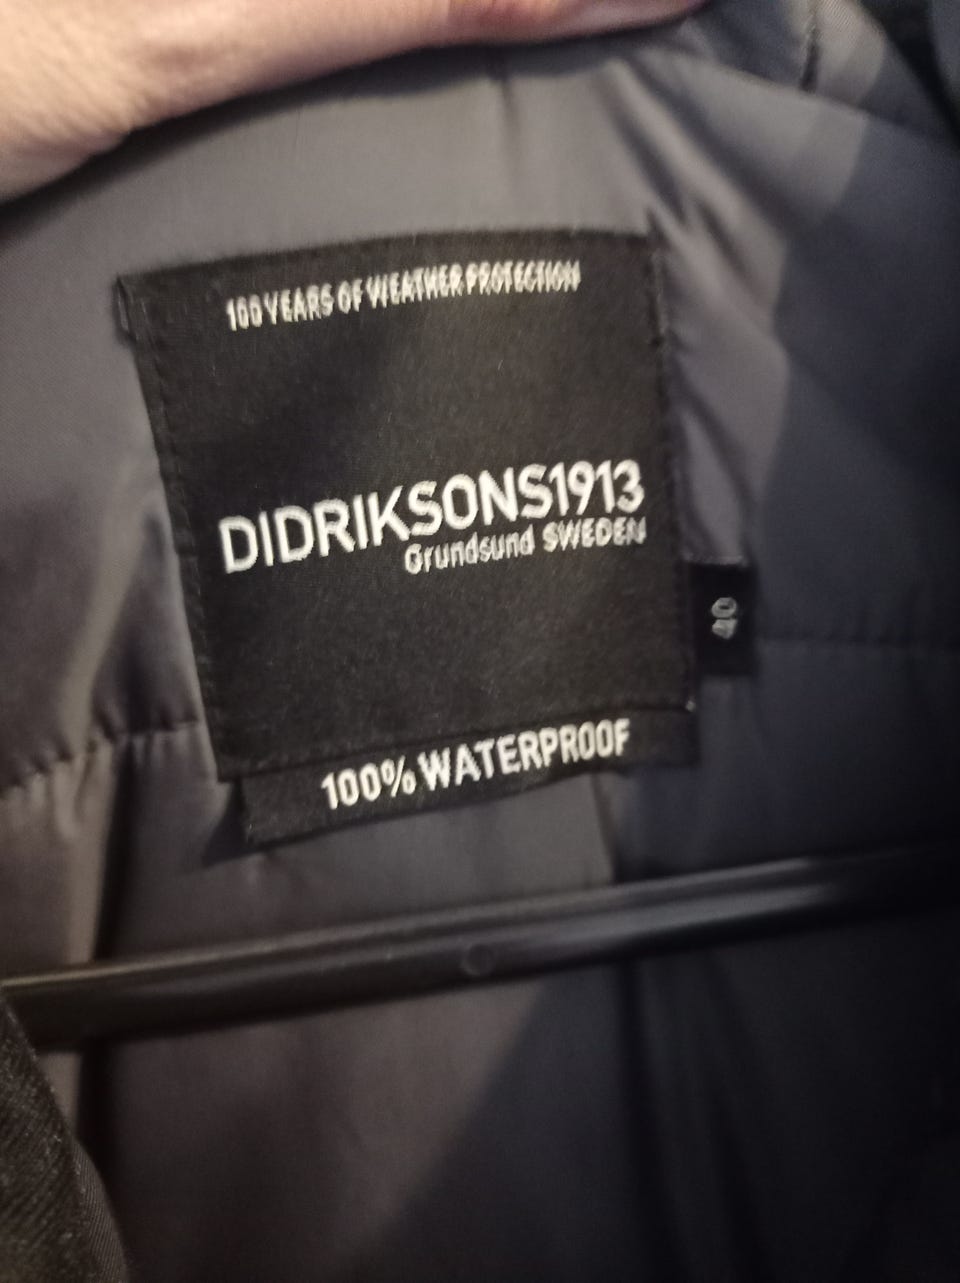 100 YEARS OF WEATHER PROTECTION
DIDRIKSONS1913
Grundsund SWEDEN
40
100% WATERPROOF